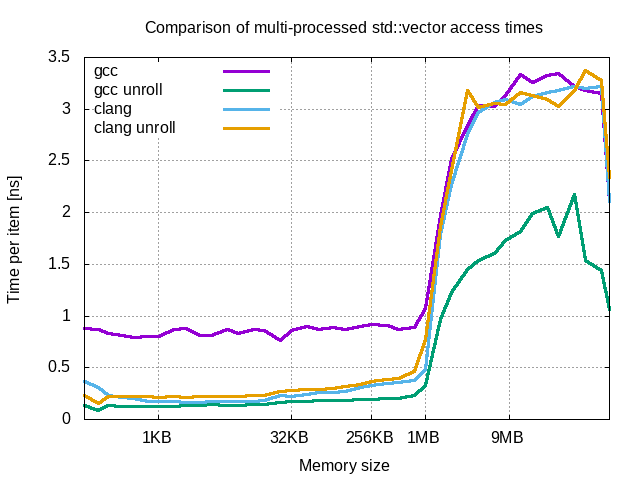 Comparison of multi-processed std::vector access times
gcc
gcc unroll
clang
clang unroll
Time per item [ns]
3.5
3
2.5
2
1.5
1
0.5
0
1KB
32KB
256KB
1MB
9MB
Memory size